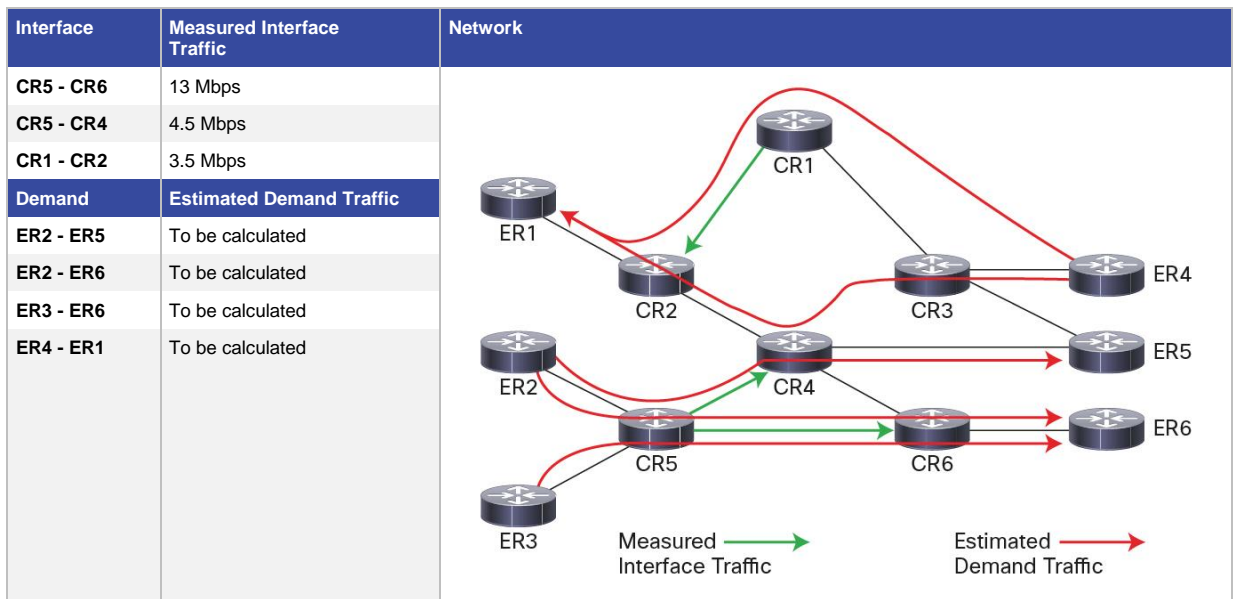 Interface
Measured Interface
Traffic
Network
CR5 - CR6
13 Mbps
CR5 - CR4
4.5 Mbps
CR1 - CR2
3.5 Mbps
Demand
Estimated Demand Traffic
ER2 - ER5
To be calculated
ER2 - ER6
To be calculated
ER3 - ER6
To be calculated
ER4 - ER1
To be calculated
CR1
ER1
CR2
CR3
ER4
ER2
CR4
ER5
CR5
CR6
ER6
ER3
Measured
Interface Traffic
Estimated
Demand Traffic